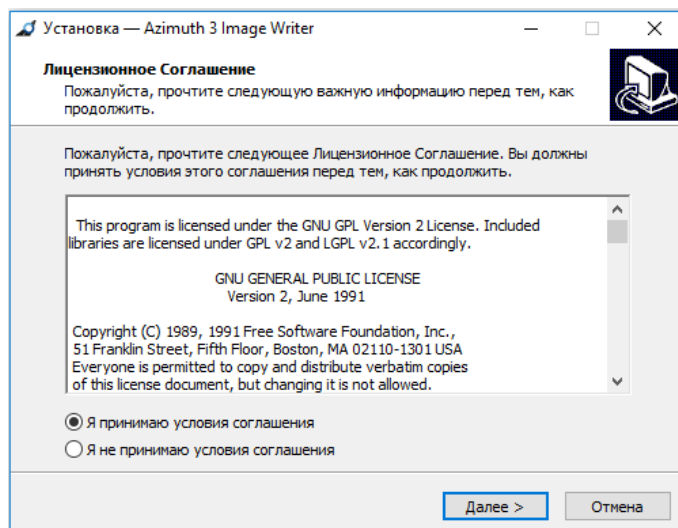 Установка — Azimuth 3 Image Writer
Лицензионное Соглашение
Пожалуйста, прочтите следующую важную информацию перед тем, как
продолжить.
Пожалуйста, прочтите следующее Лицензионное Соглашение. Вы должны
принять условия этого соглашения перед тем, как продолжить.
This program is licensed under the GNU GPL Version 2 License. Included
libraries are licensed under GPL v2 and LGPL v2.1 accordingly.
GNU GENERAL PUBLIC LICENSE
Version 2, June 1991
Copyright (C) 1989, 1991 Free Software Foundation, Inc.,
51 Franklin Street, Fifth Floor, Boston, MA 02110-1301 USA
Everyone is permitted to copy and distribute verbatim copies
of this license document, but changing it is not allowed.
Я принимаю условия соглашения
Я не принимаю условия соглашения
Далее >
Отмена